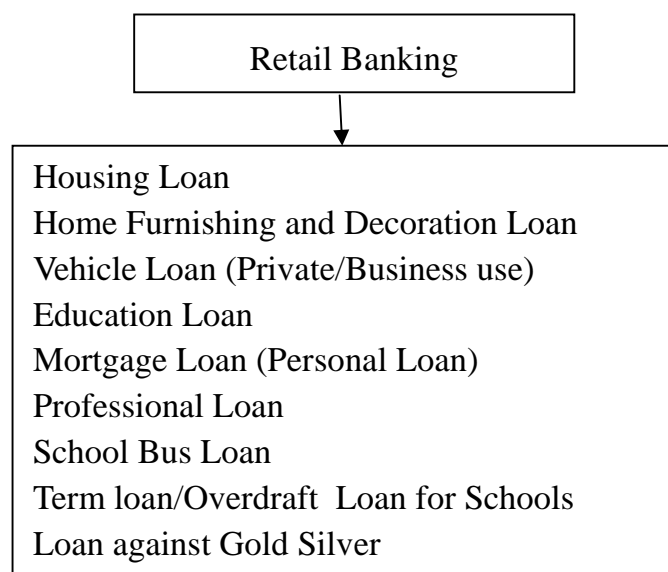 Retail Banking
Housing Loan
Home Furnishing and Decoration Loan
Vehicle Loan (Private/Business use)
Education Loan
Mortgage Loan (Personal Loan)
Professional Loan
School Bus Loan
Term loan/Overdraft  Loan for Schools
Loan against Gold Silver